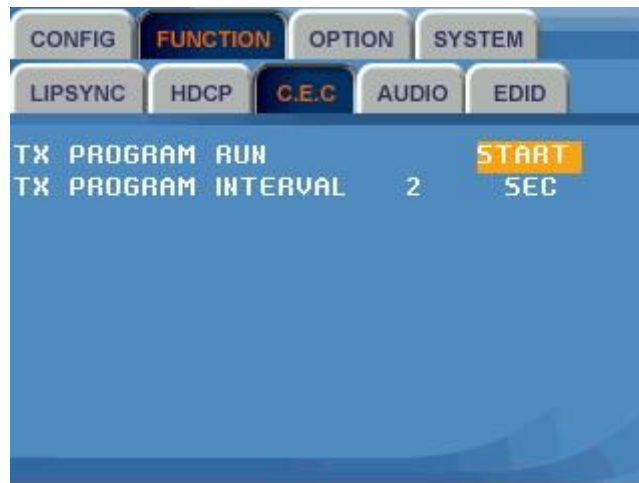 CONFIG FUNCTION OPTION SYSTEM
LIPSYNC HDCP C.E.C AUDIO EDID
TX PROGRAM RUN START
TX PROGRAM INTERVAL 2 SEC